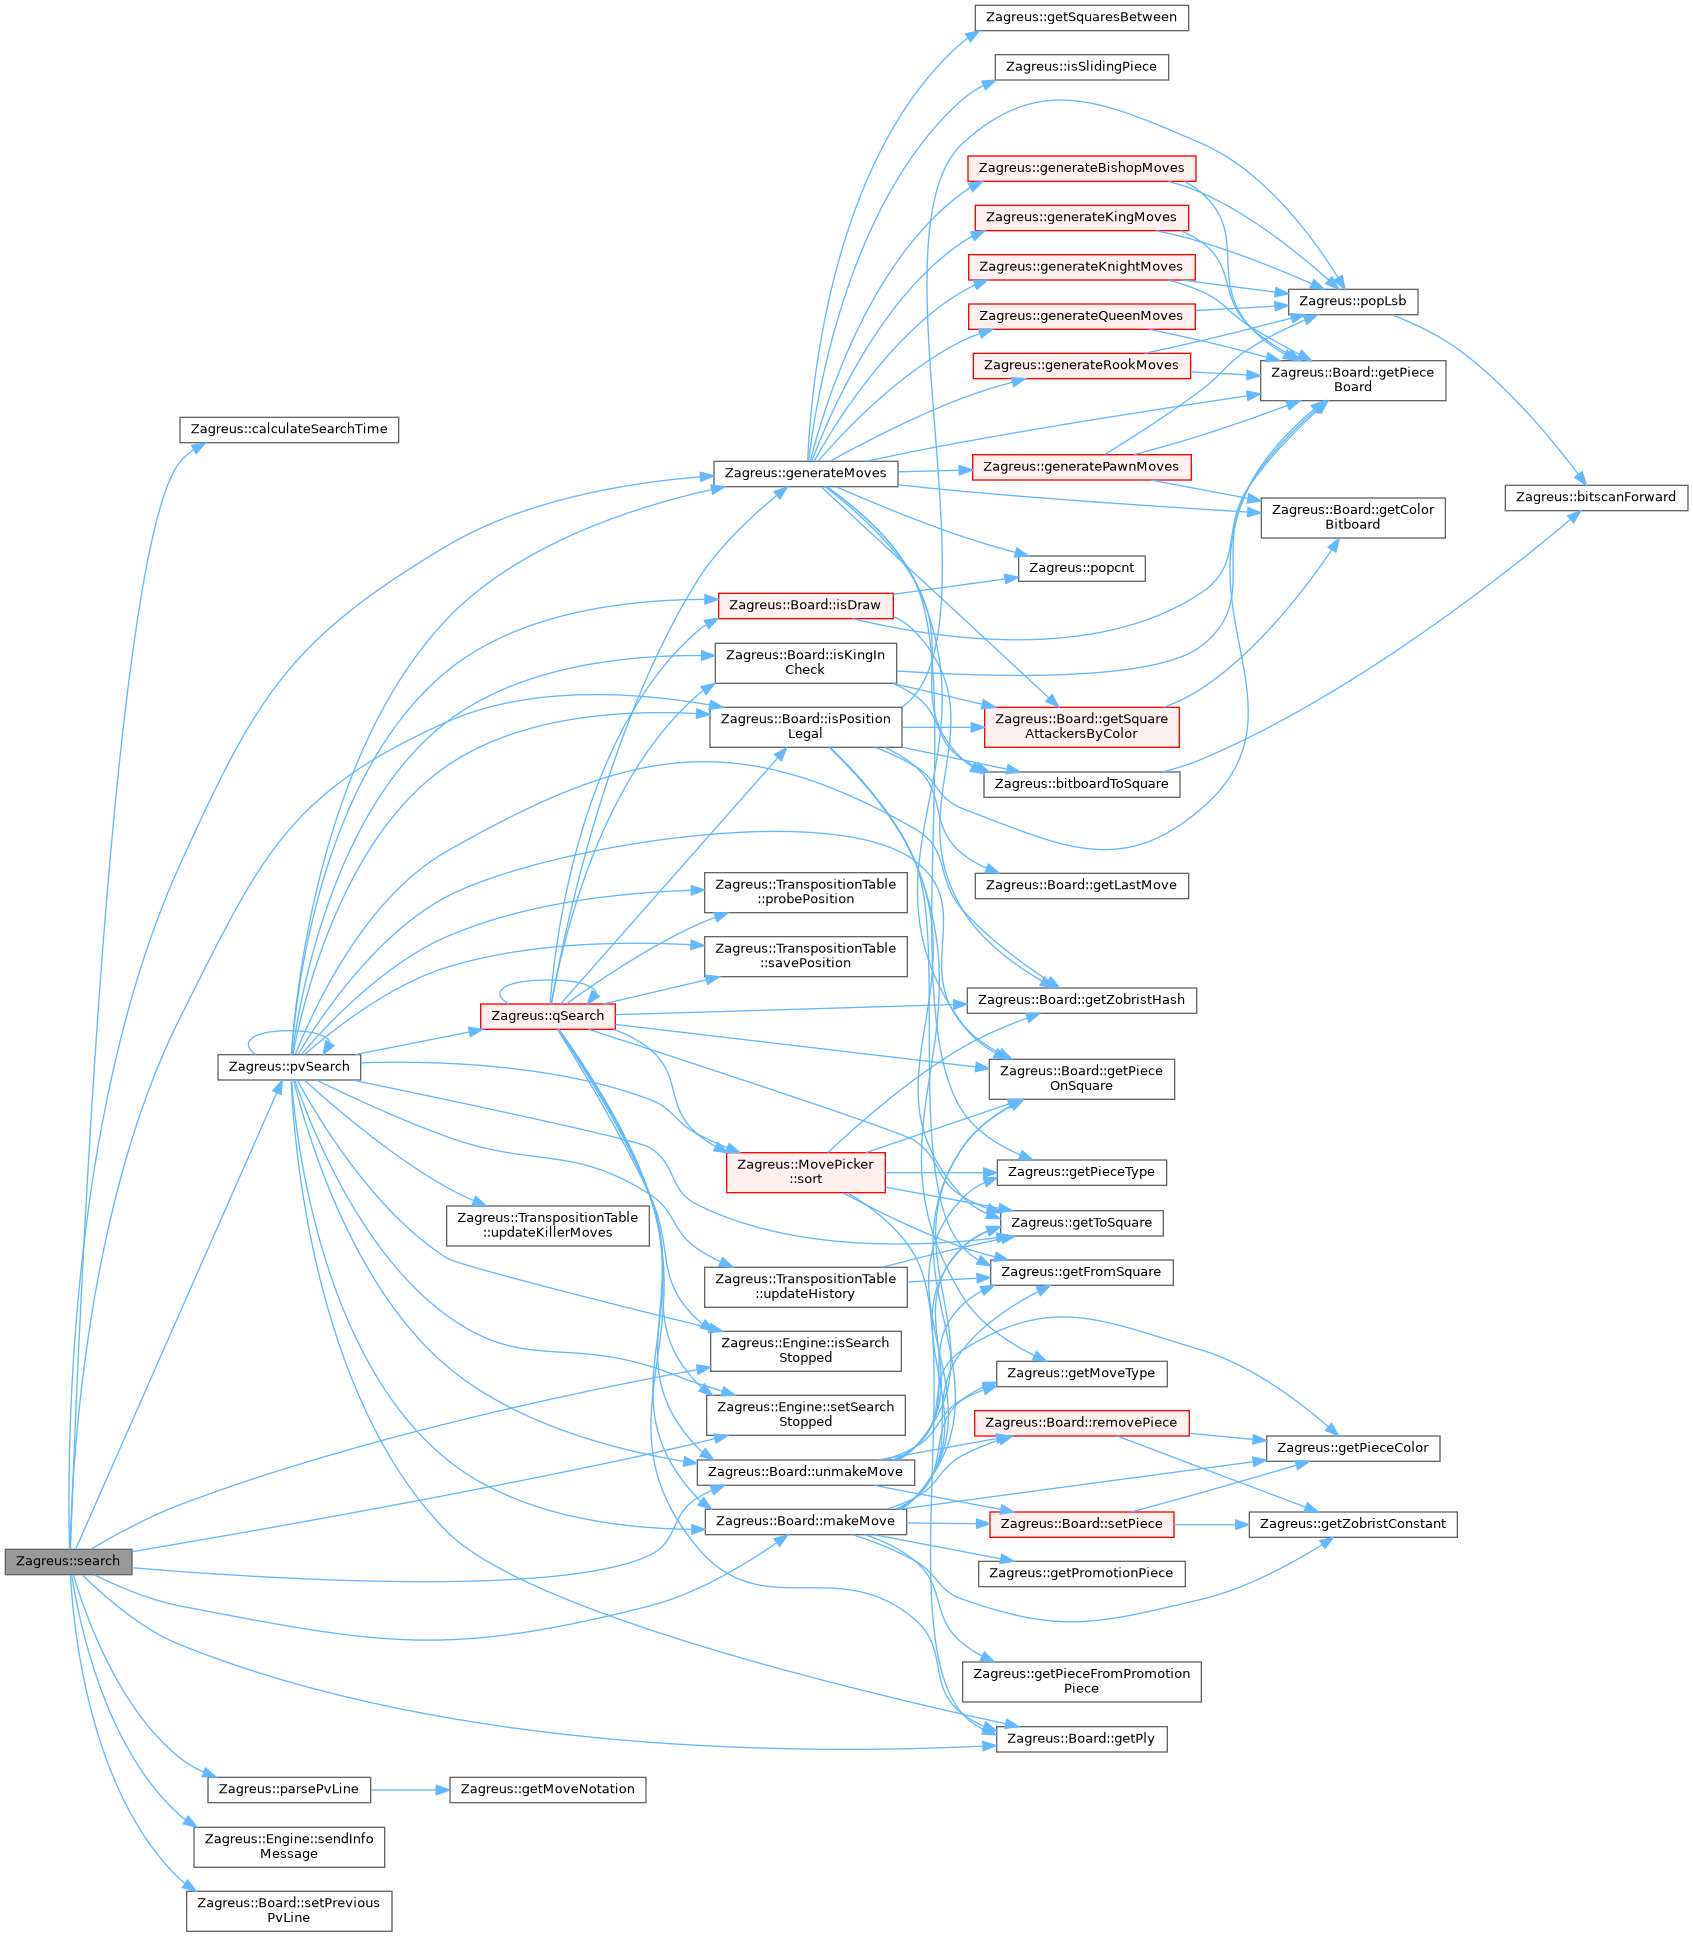 Zagreus::getSquaresBetween
Zagreus::isSlidingPiece
Zagreus::generateBishopMoves
Zagreus::generateKingMoves
Zagreus::generateKnightMoves
Zagreus::popLsb
Zagreus::generateQueenMoves
Zagreus::generateRookMoves
Zagreus::Board::getPiece
Board
Zagreus::calculateSearchTime
Zagreus::generateMoves
Zagreus::generatePawnMoves
Zagreus::bitscanForward
Zagreus::Board::getColor
Bitboard
Zagreus::popcnt
Zagreus::Board::isDraw
Zagreus::Board::isKingIn
Check
Zagreus::Board::isPosition
Legal
Zagreus::Board::getSquare
AttackersByColor
Zagreus::bitboardToSquare
Zagreus::TranspositionTable
::probePosition
Zagreus::Board::getLastMove
Zagreus::TranspositionTable
::savePosition
Zagreus::Board::getZobristHash
Zagreus::qSearch
Zagreus::pvSearch
Zagreus::Board::getPiece
OnSquare
Zagreus::MovePicker
::sort
Zagreus::getPieceType
Zagreus::TranspositionTable
::updateKillerMoves
Zagreus::getToSquare
Zagreus::TranspositionTable
::updateHistory
Zagreus::getFromSquare
Zagreus::Engine::isSearch
Stopped
Zagreus::getMoveType
Zagreus::Engine::setSearch
Stopped
Zagreus::Board::removePiece
Zagreus::getPieceColor
Zagreus::Board::unmakeMove
Zagreus::Board::makeMove
Zagreus::Board::setPiece
Zagreus::getZobristConstant
Zagreus::search
Zagreus::getPromotionPiece
Zagreus::getPieceFromPromotion
Piece
Zagreus::Board::getPly
Zagreus::parsePvLine
Zagreus::getMoveNotation
Zagreus::Engine::sendInfo
Message
Zagreus::Board::setPrevious
PvLine